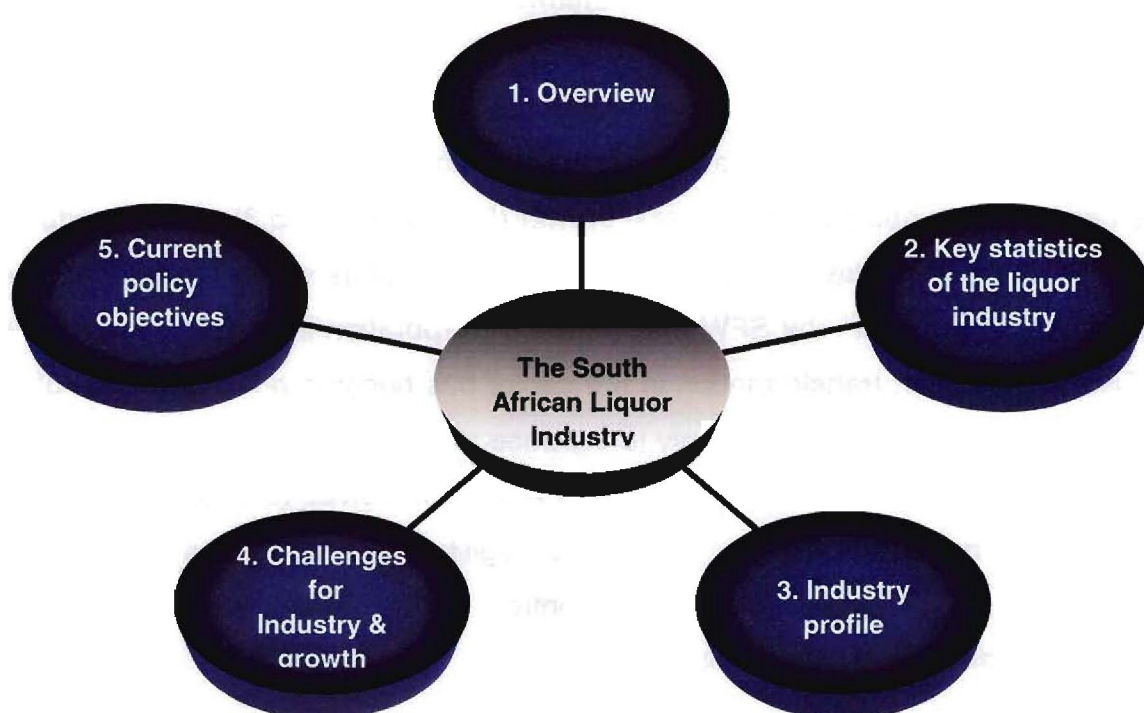 1. Overview
2. Key statistics
of the liquor
industry
3. Industry
profile
4. Challenges
for
Industry &
growth
5. Current
policy
objectives
The South
African Liquor
Industry